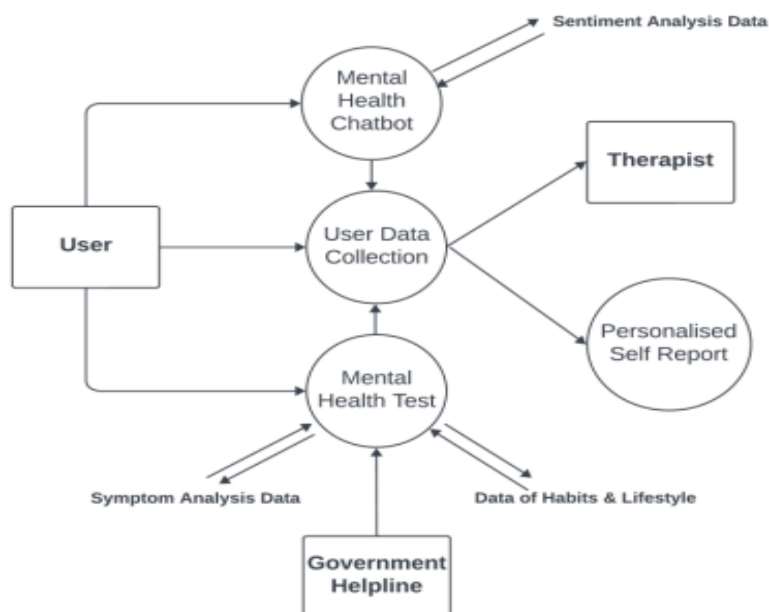 Sentiment Analysis Data
Mental
Health
Chatbot
Therapist
User
User Data
Collection
Personalised
Self Report
Mental
Health Test
Symptom Analysis Data
Data of Habits & Lifestyle
Government
Helpline